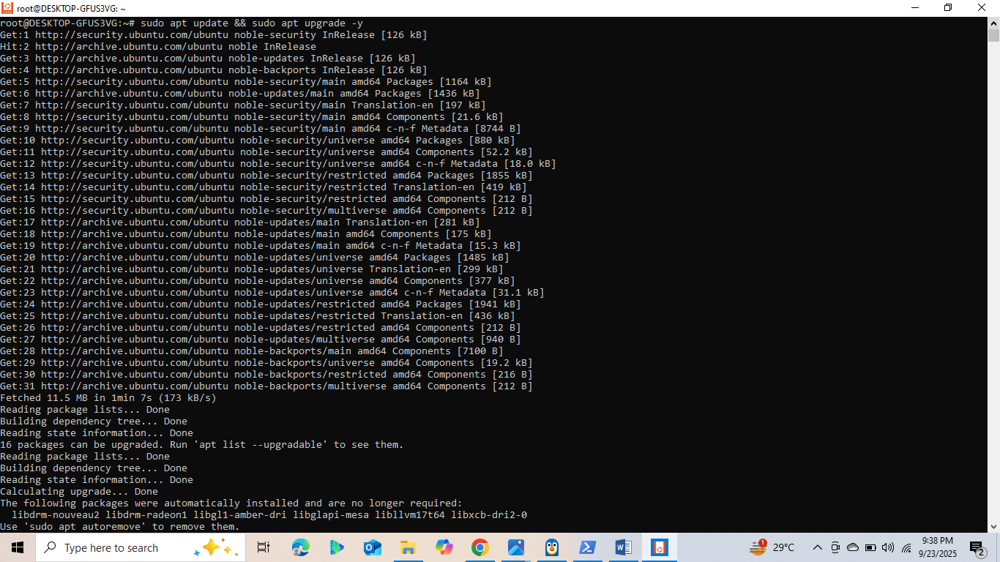 root@DESKTOP-GFUS3VG: ~
root@DESKTOP-GFUS3VG:~# sudo apt update && sudo apt upgrade -y
Get:1 http://security.ubuntu.com/ubuntu noble-security InRelease [126 kB]
Hit:2 http://archive.ubuntu.com/ubuntu noble InRelease
Get:3 http://archive.ubuntu.com/ubuntu noble-updates InRelease [126 kB]
Get:4 http://archive.ubuntu.com/ubuntu noble-backports InRelease [126 kB]
Get:5 http://security.ubuntu.com/ubuntu noble-security/main amd64 Packages [1164 kB]
Get:6 http://archive.ubuntu.com/ubuntu noble-updates/main amd64 Packages [1436 kB]
Get:7 http://security.ubuntu.com/ubuntu noble-security/main Translation-en [197 kB]
Get:8 http://security.ubuntu.com/ubuntu noble-security/main amd64 Components [21.6 kB]
Get:9 http://security.ubuntu.com/ubuntu noble-security/main amd64 c-n-f Metadata [8744 B]
Get:10 http://security.ubuntu.com/ubuntu noble-security/universe amd64 Packages [880 kB]
Get:11 http://security.ubuntu.com/ubuntu noble-security/universe amd64 Components [52.2 kB]
Get:12 http://security.ubuntu.com/ubuntu noble-security/universe amd64 c-n-f Metadata [18.0 kB]
Get:13 http://security.ubuntu.com/ubuntu noble-security/restricted amd64 Packages [1855 kB]
Get:14 http://security.ubuntu.com/ubuntu noble-security/restricted Translation-en [419 kB]
Get:15 http://security.ubuntu.com/ubuntu noble-security/restricted amd64 Components [212 B]
Get:16 http://security.ubuntu.com/ubuntu noble-security/multiverse amd64 Components [212 B]
Get:17 http://archive.ubuntu.com/ubuntu noble-updates/main Translation-en [281 kB]
Get:18 http://archive.ubuntu.com/ubuntu noble-updates/main amd64 Components [175 kB]
Get:19 http://archive.ubuntu.com/ubuntu noble-updates/main amd64 c-n-f Metadata [15.3 kB]
Get:20 http://archive.ubuntu.com/ubuntu noble-updates/universe amd64 Packages [1485 kB]
Get:21 http://archive.ubuntu.com/ubuntu noble-updates/universe Translation-en [299 kB]
Get:22 http://archive.ubuntu.com/ubuntu noble-updates/universe amd64 Components [377 kB]
Get:23 http://archive.ubuntu.com/ubuntu noble-updates/universe amd64 c-n-f Metadata [31.1 kB]
Get:24 http://archive.ubuntu.com/ubuntu noble-updates/restricted amd64 Packages [1941 kB]
Get:25 http://archive.ubuntu.com/ubuntu noble-updates/restricted Translation-en [436 kB]
Get:26 http://archive.ubuntu.com/ubuntu noble-updates/restricted amd64 Components [212 B]
Get:27 http://archive.ubuntu.com/ubuntu noble-updates/multiverse amd64 Components [940 B]
Get:28 http://archive.ubuntu.com/ubuntu noble-backports/main amd64 Components [7100 B]
Get:29 http://archive.ubuntu.com/ubuntu noble-backports/universe amd64 Components [19.2 kB]
Get:30 http://archive.ubuntu.com/ubuntu noble-backports/restricted amd64 Components [216 B]
Get:31 http://archive.ubuntu.com/ubuntu noble-backports/multiverse amd64 Components [212 B]
Fetched 11.5 MB in 1min 7s (173 kB/s)
Reading package lists... Done
Building dependency tree... Done
Reading state information... Done
16 packages can be upgraded. Run 'apt list --upgradable' to see them.
Reading package lists... Done
Building dependency tree... Done
Reading state information... Done
Calculating upgrade... Done
The following packages were automatically installed and are no longer required:
  libdrm-nouveau2 libdrm-radeon1 libgl1-amber-dri libglapi-mesa libllvm17t64 libxcb-dri2-0
Use 'sudo apt autoremove' to remove them.
Type here to search
1
29°C
9:38 PM
9/23/2025
2